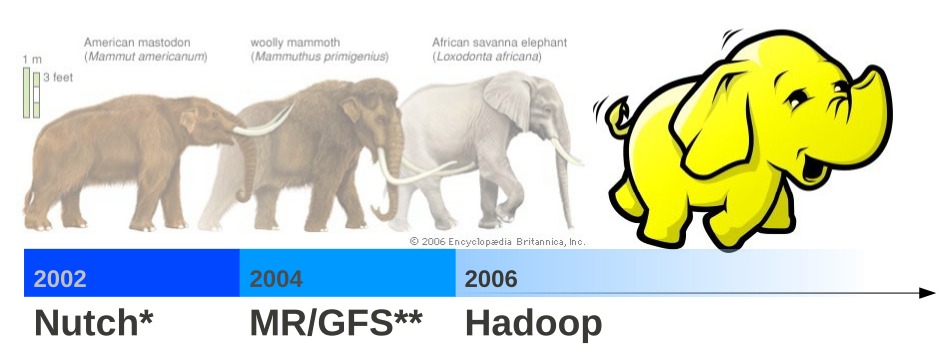 American mastodon
(Mammut americanum)
woolly mammoth
(Mammuthus primigenius)
African savanna elephant
(Loxodonta africana)
1 m
3 feet
© 2006 Encyclopædia Britannica, Inc.
2002
2004
2006
Nutch*
MR/GFS**
Hadoop